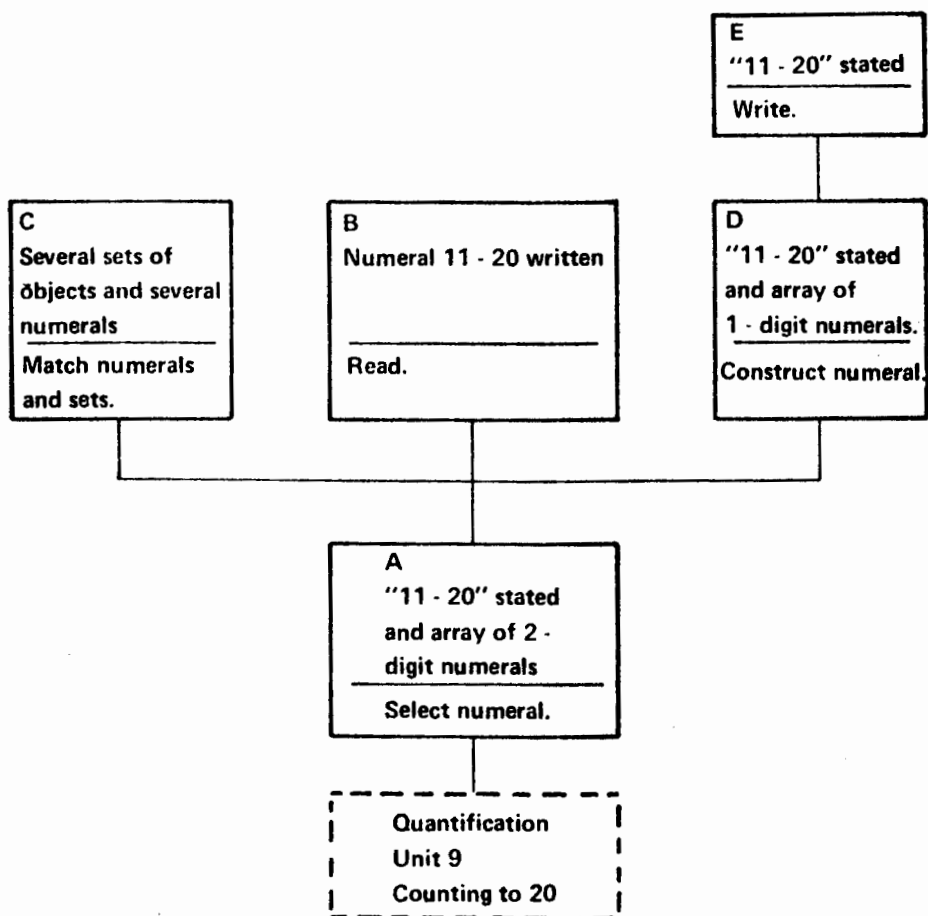 E
"11 - 20" stated
Write.
C
Several sets of
objects and several
numerals
Match numerals
and sets.
B
Numeral 11 - 20 written
Read.
D
"11 - 20" stated
and array of
1 - digit numerals.
Construct numeral.
A
"11 - 20" stated
and array of 2 -
digit numerals
Select numeral.
Quantification
Unit 9
Counting to 20